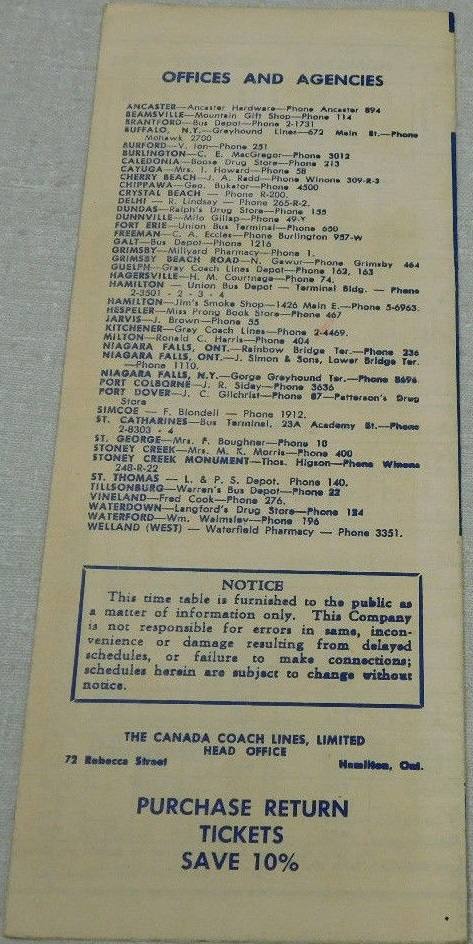 OFFICES AND AGENCIES
ANCASTER—Ancaster Hardware—Phone Ancaster 894
BEAMSVILLE—Mountain Gift Shop—Phone 114
BRANTFORD—Bus Depot—Phone 2-1731
BUFFALO, N.Y.—Greyhound Lines—672 Main St.—Phone
Mohawk 2700
BURFORD—V. Ion—Phone 251
BURLINGTON—C. E. MacGregor—Phone 3012
CALEDONIA—Boose Drug Store—Phone 213
CAYUGA—Mrs. I. Howard—Phone 58
CHERRY BEACH—J. A. Radd—Phone Winona 309-R-3
CHIPPAWA—Geo. Bukator—Phone 4500
CRYSTAL BEACH — Phone R-200.
DELHI — R. Lindsay — Phone 265-R-2.
DUNDAS—Ralph's Drug Store—Phone 155
DUNNVILLE—Milo Gillap—Phone 49-Y
FORT ERIE—Union Bus Terminal—Phone 650
FREEMAN—C. A. Eccles—Phone Burlington 957-W
GALT—Bus Depot—Phone 1216
GRIMSBY—Millyard Pharmacy—Phone 1.
GRIMSBY BEACH ROAD—N. Gawur—Phone Grimsby 464
GUELPH—Gray Coach Lines Depot—Phone 162, 163
HAGERSVILLE—H. M. Courtnage—Phone 74.
HAMILTON — Union Bus Depot — Terminal Bldg. — Phone
2-3501 - 2 - 3 - 4
HAMILTON—Jim's Smoke Shop—1426 Main E.—Phone 5-6963.
HESPELER—Miss Prong Book Store—Phone 467
JARVIS—J. Brown—Phone 55
KITCHENER—Gray Coach Lines—Phone 2-4469.
MILTON—Ronald C. Harris—Phone 404
NIAGARA FALLS, ONT.—Rainbow Bridge Ter.—Phone 236
NIAGARA FALLS, ONT.—J. Simon & Sons, Lower Bridge Ter.
—Phone 1110.
NIAGARA FALLS, N.Y.—Gorge Greyhound Ter.—Phone 8696
PORT COLBORNE—J. R. Siday—Phone 3636
PORT DOVER—J. C. Gilchrist—Phone 87—Patterson's Drug
Store
SIMCOE — F. Blondell — Phone 1912.
ST. CATHARINES—Bus Terminal, 23A Academy St.—Phone
2-8303 - 4
ST. GEORGE—Mrs. F. Boughner—Phone 10
STONEY CREEK—Mrs. M. K. Morris—Phone 400
STONEY CREEK MONUMENT—Thos. Higson—Phone Winona
248-R-22
ST. THOMAS — L. & P. S. Depot. Phone 140.
TILLSONBURG—Warren's Bus Depot—Phone 22
VINELAND—Fred Cook—Phone 276.
WATERDOWN—Langford's Drug Store—Phone 124
WATERFORD—Wm. Walmsley—Phone 196
WELLAND (WEST) — Waterfield Pharmacy — Phone 3351.
NOTICE
This time table is furnished to the public as
a matter of information only. This Company
is not responsible for errors in same, incon-
venience or damage resulting from delayed
schedules, or failure to make connections;
schedules herein are subject to change without
notice.
THE CANADA COACH LINES, LIMITED
HEAD OFFICE
72 Rebecca Street Hamilton, Ont.
PURCHASE RETURN
TICKETS
SAVE 10%